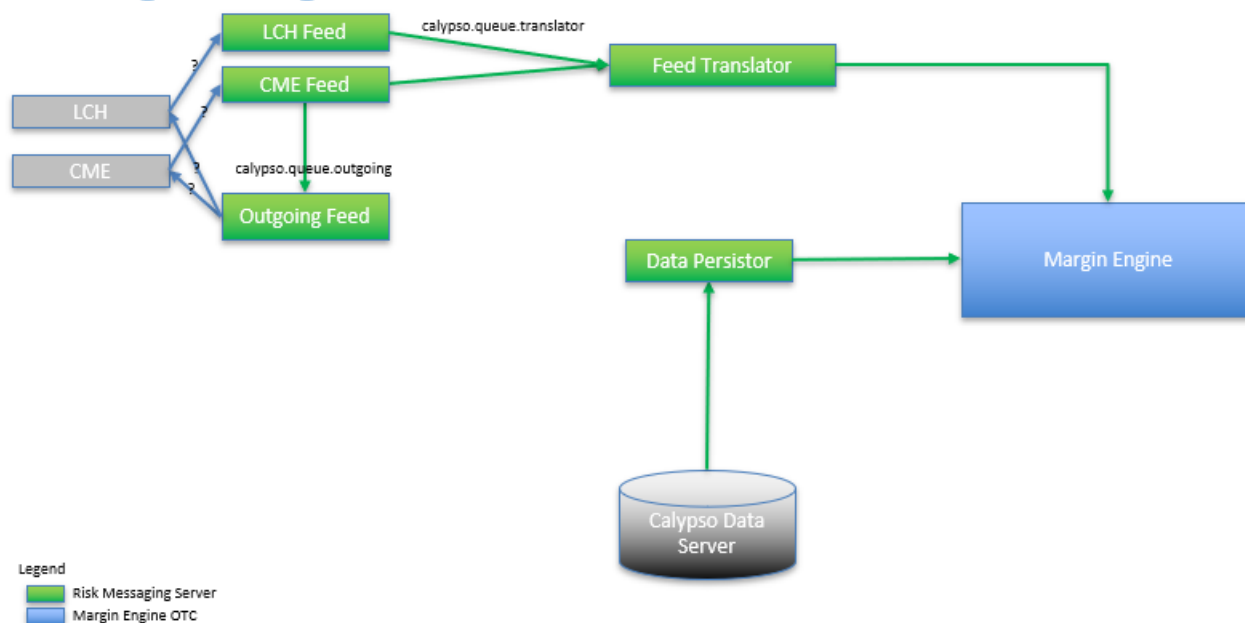 LCH Feed
calypso.queue.translator
CME Feed
Feed Translator
?
?
LCH
CME
?
?
calypso.queue.outgoing
Outgoing Feed
Data Persistor
Margin Engine
Calypso Data
Server
Legend
Risk Messaging Server
Margin Engine OTC